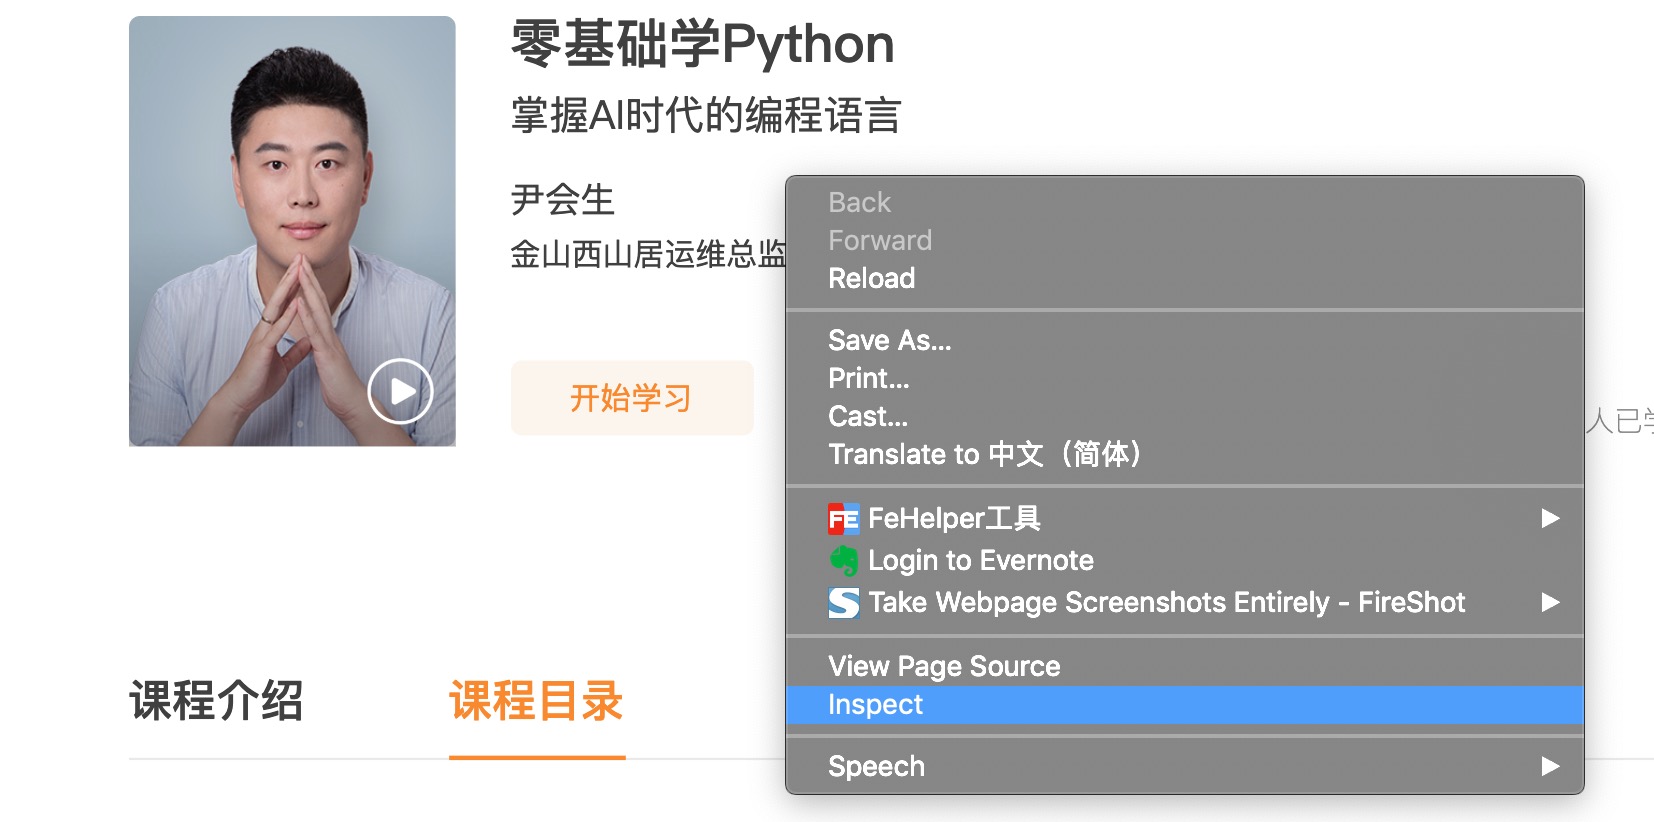 零基础学Python
掌握AI时代的编程语言
尹会生
金山西山居运维总监
开始学习
人已学
课程介绍
课程目录
Back
Forward
Reload
Save As...
Print...
Cast...
Translate to 中文（简体）
FE FeHelper工具
Login to Evernote
S Take Webpage Screenshots Entirely - FireShot
View Page Source
Inspect
Speech